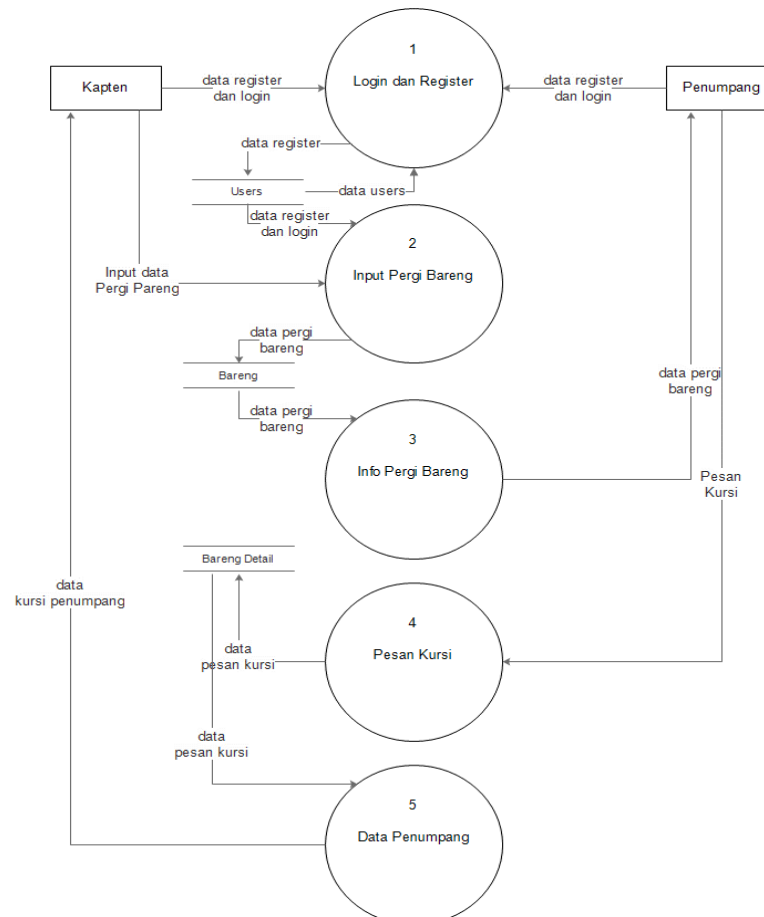 1
Login dan Register
Kapten
data register
dan login
data register
dan login
Penumpang
data register
Users
data users
data register
dan login
2
Input Pergi Bareng
Input data
Pergi Pareng
data pergi
bareng
Bareng
data pergi
bareng
data pergi
bareng
3
Info Pergi Bareng
Pesan
Kursi
Bareng Detail
data
kursi penumpang
4
Pesan Kursi
data
pesan kursi
data
pesan kursi
5
Data Penumpang